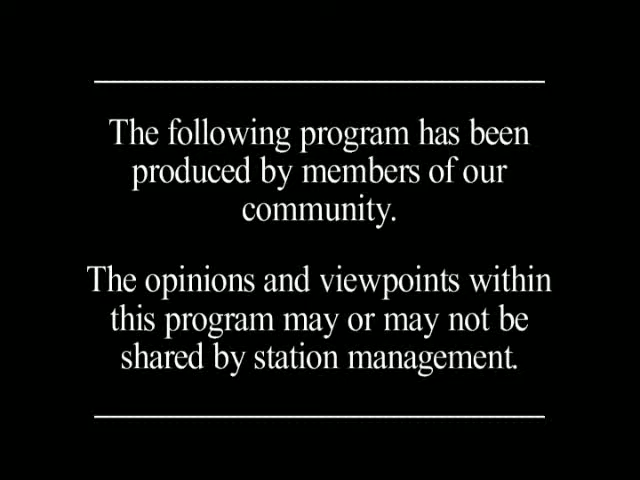 The following program has been
produced by members of our
community.
The opinions and viewpoints within
this program may or may not be
shared by station management.